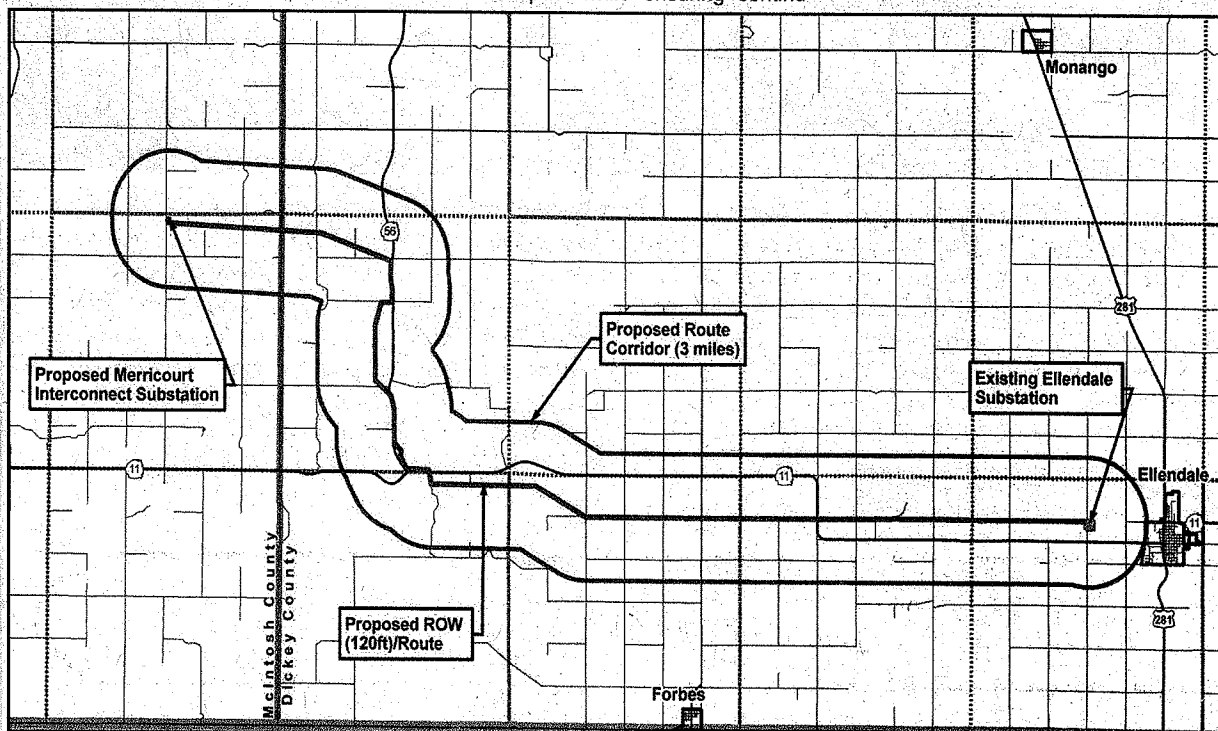 Monango
56
281
Proposed Route
Corridor (3 miles)
Proposed Merricourt
Interconnect Substation
Existing Ellendale
Substation
11
11
Ellendale
11
McIntosh County
Dickey County
Proposed ROW
(120ft)/Route
281
Forbes